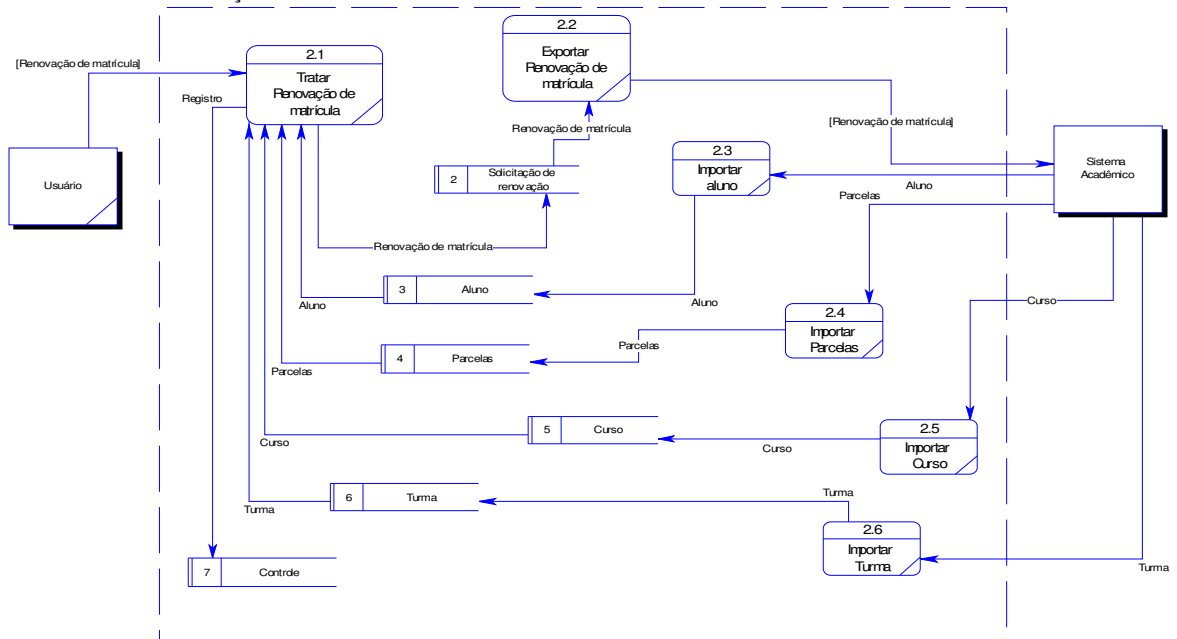 2.2
Exportar
Renovação de
matrícula
2.1
Tratar
Renovação de
matrícula
[Renovação de matrícula]
Registro
Renovação de matrícula
[Renovação de matrícula]
2.3
Importar
aluno
Sistema
Acadêmico
Usuário
2
Solicitação de
renovação
Aluno
Parcelas
Renovação de matrícula
3
Aluno
Aluno
Aluno
Curso
2.4
Importar
Parcelas
Parcelas
4
Parcelas
Parcelas
5
Curso
2.5
Importar
Curso
Curso
Curso
6
Turma
Turma
Turma
2.6
Importar
Turma
Turma
7
Controle